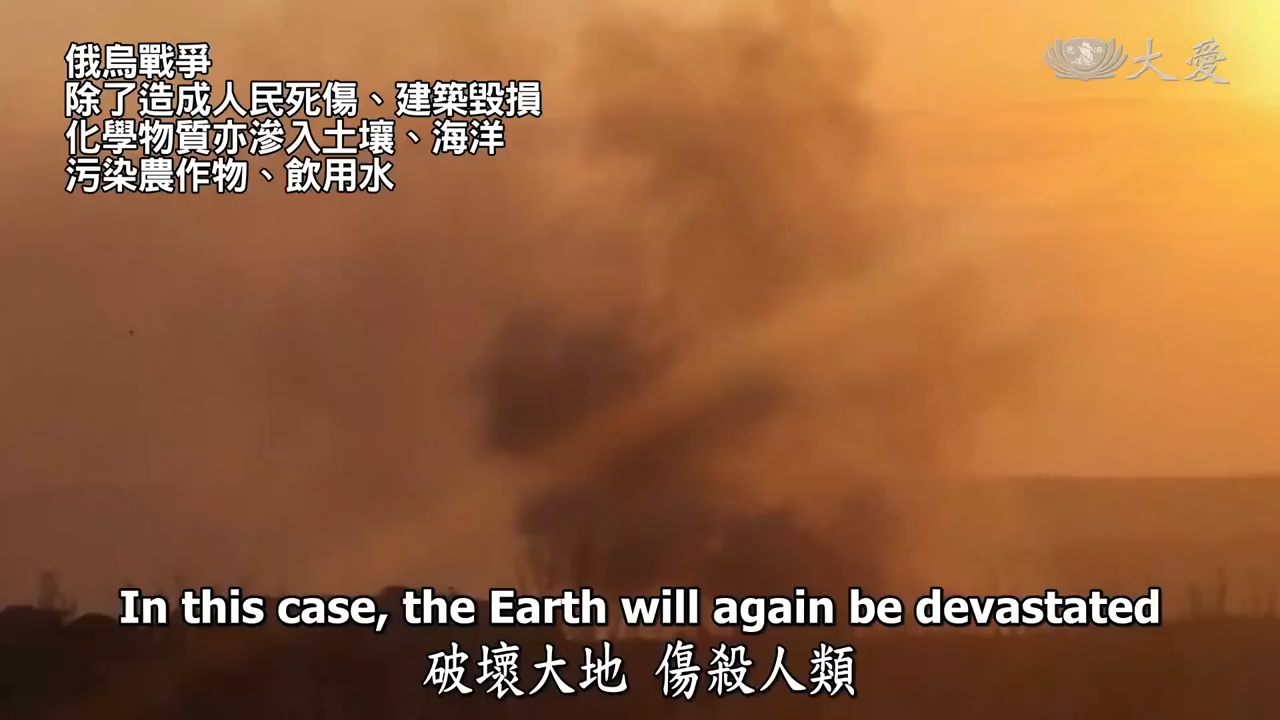 俄烏戰爭
除了造成人民死傷、建築毀損
化學物質亦滲入土壤、海洋
污染農作物、飲用水
大愛
In this case, the Earth will again be devastated
破壞大地 傷殺人類